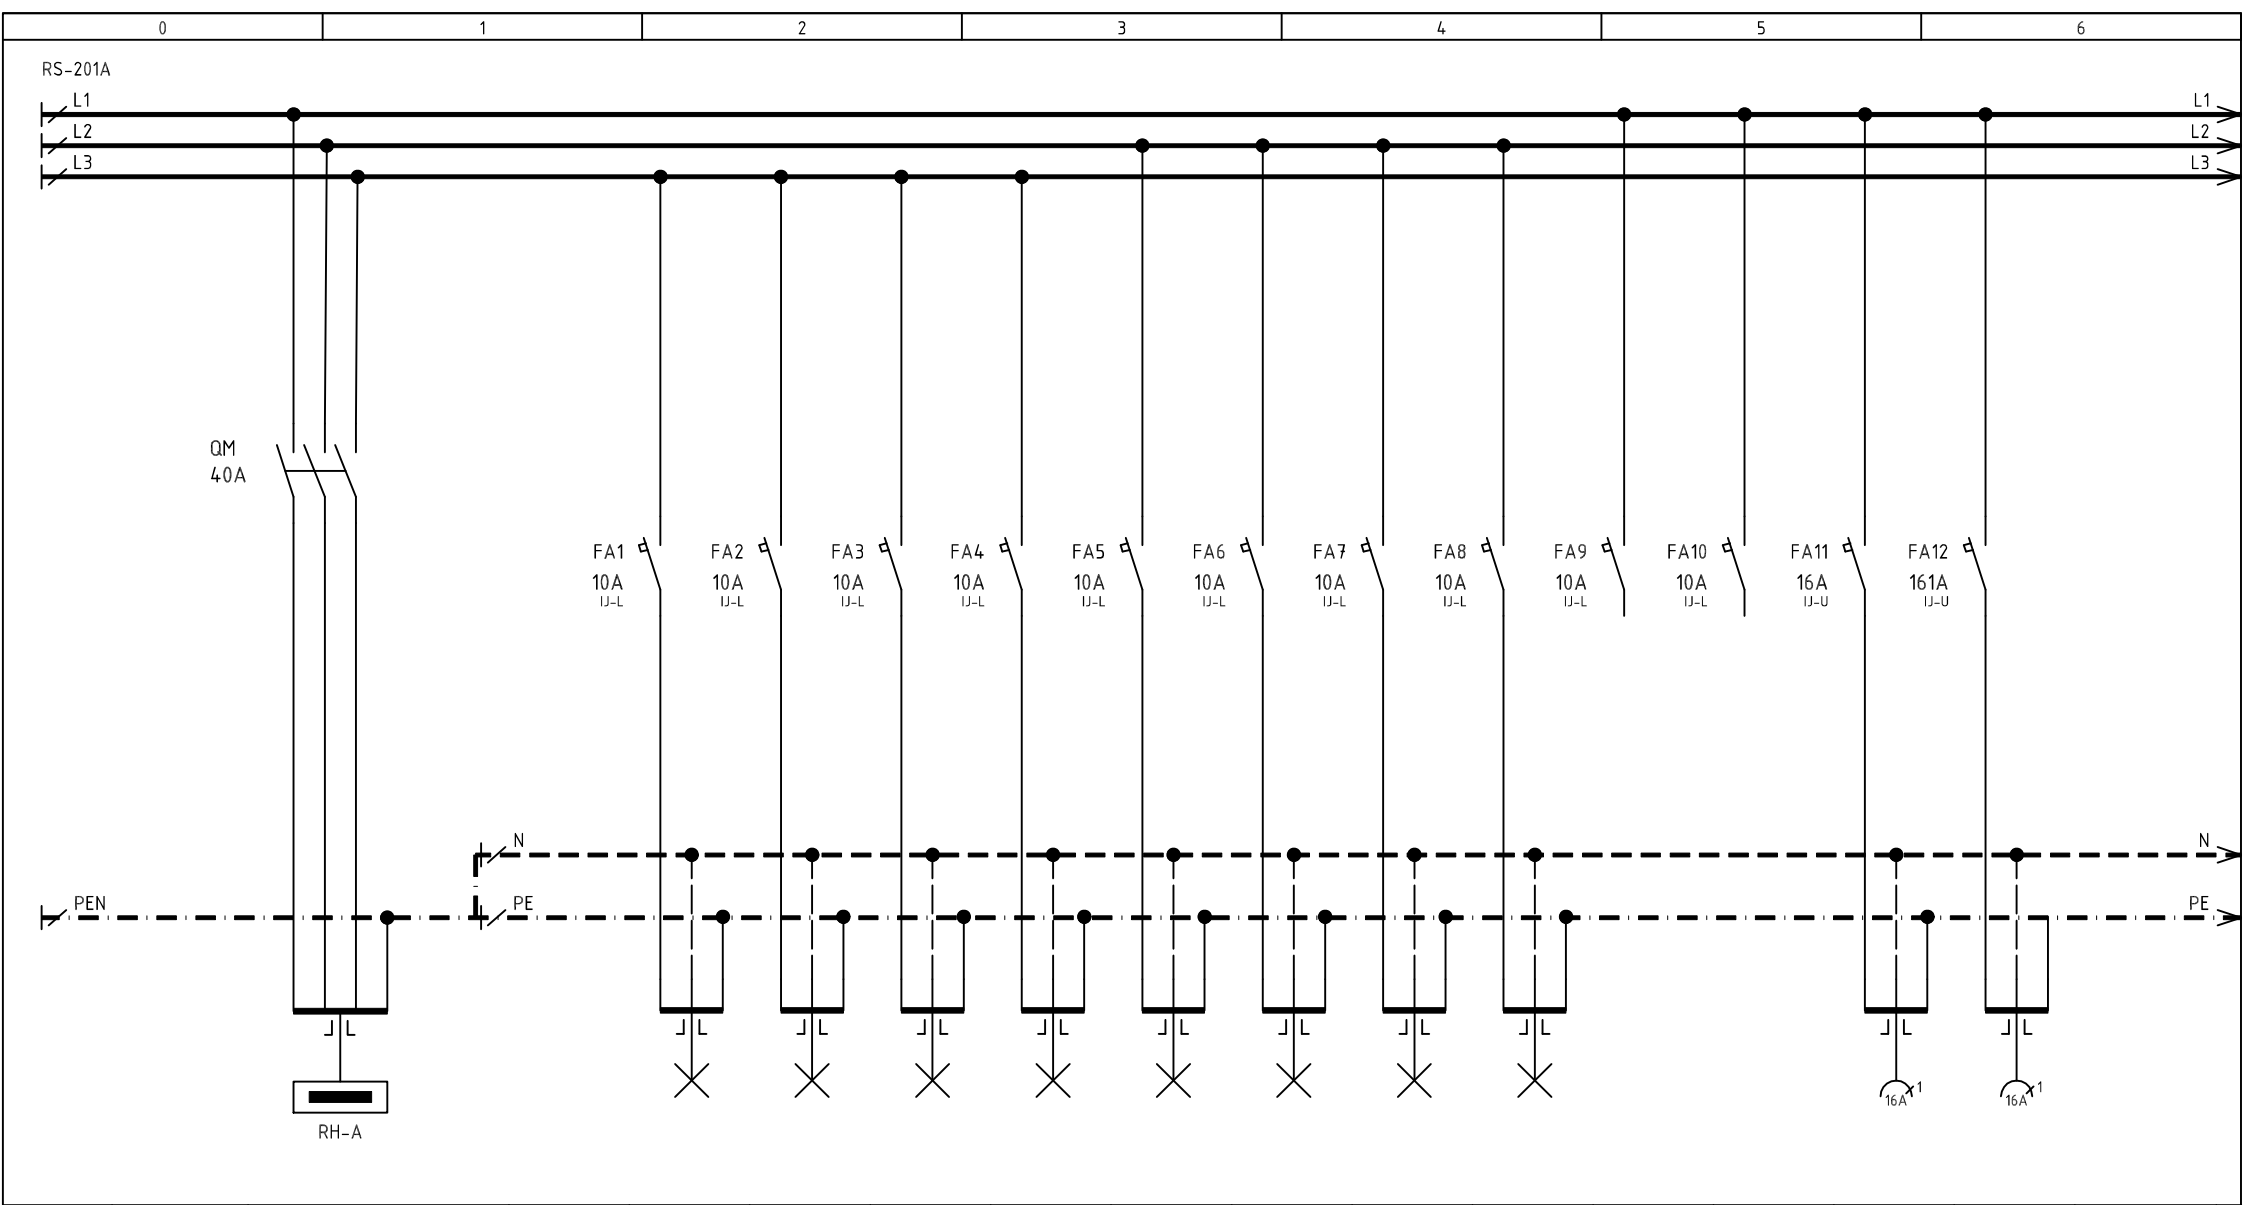 0 1 2 3 4 5 6
RS-201A
L1 L1
L2 L2
L3 L3
QM
40A
FA1 FA2 FA3 FA4 FA5 FA6 FA7 FA8 FA9 FA10 FA11 FA12
10A 10A 10A 10A 10A 10A 10A 10A 10A 10A 16A 161A
IJ-L IJ-L IJ-L IJ-L IJ-L IJ-L IJ-L IJ-L IJ-L IJ-L IJ-U IJ-U
N N
PEN PE PE
1 1
16A 16A
RH-A